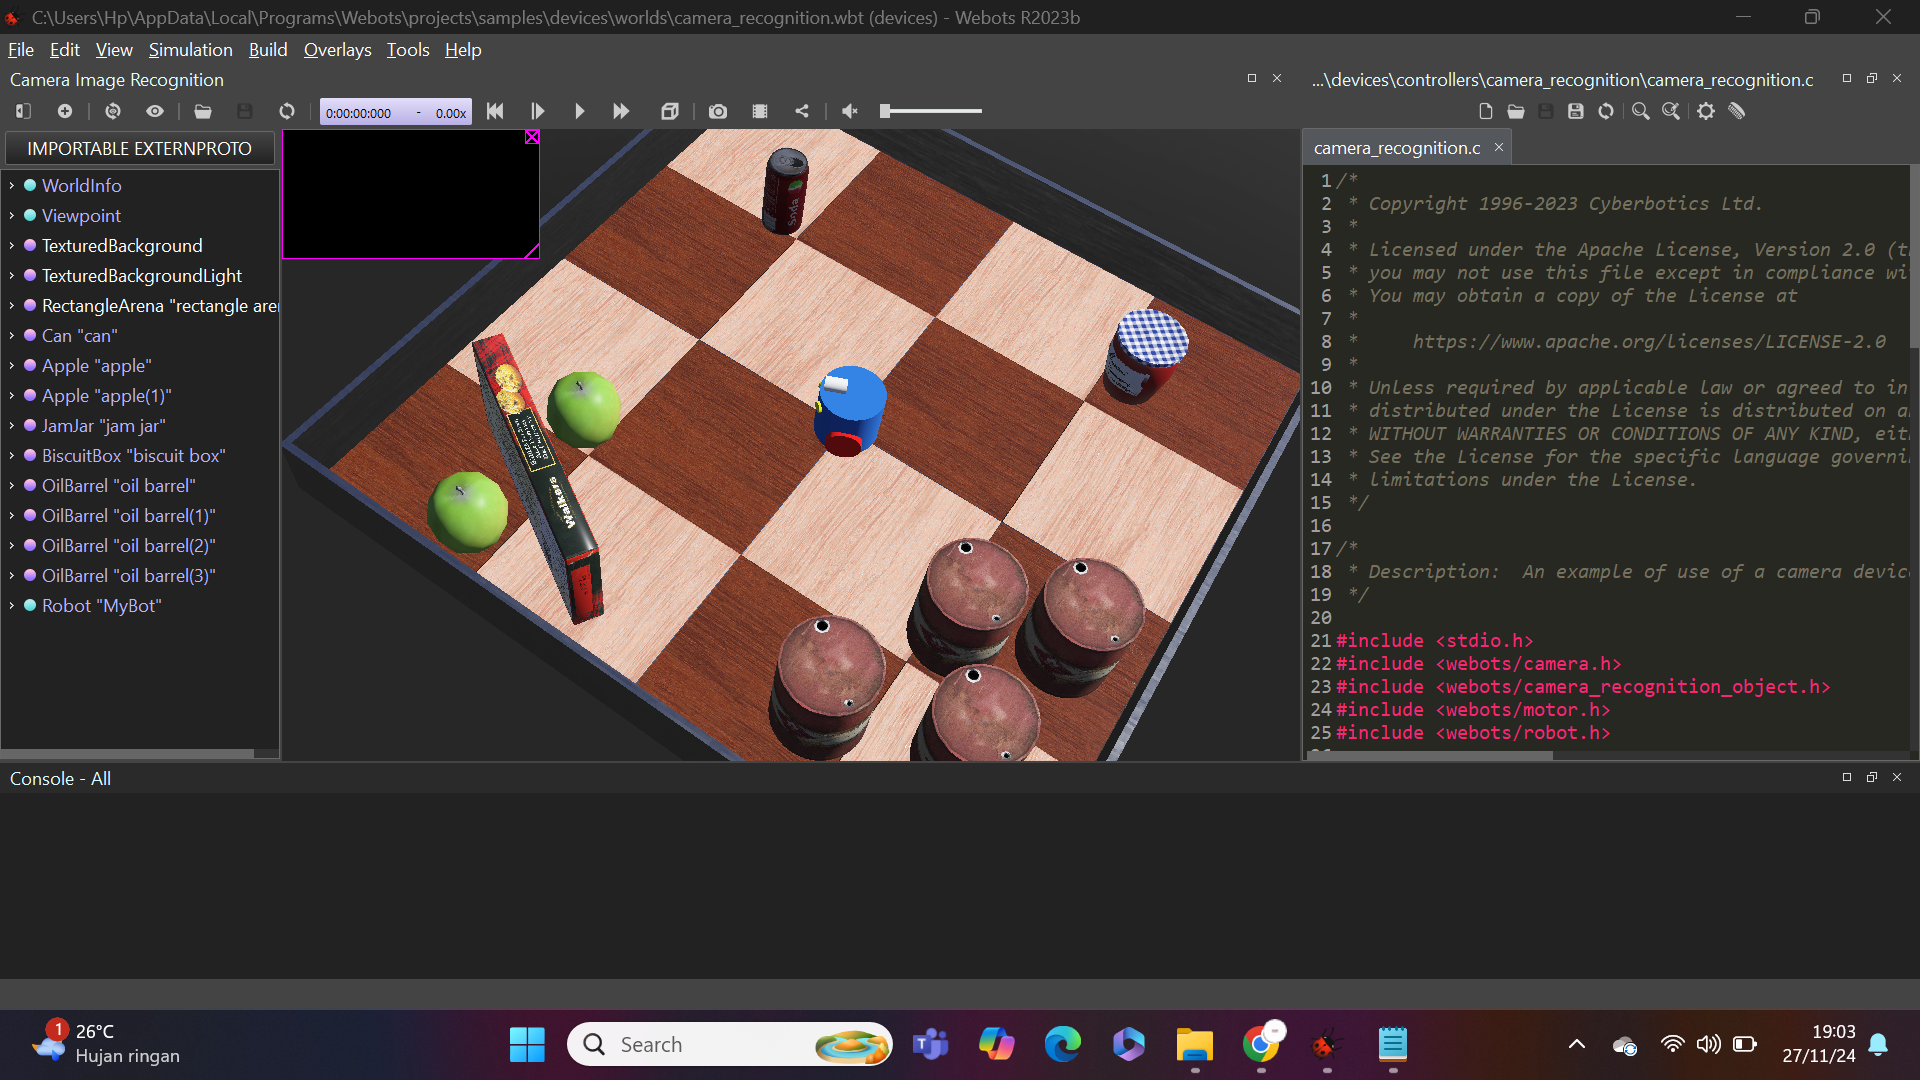 C:\Users\Hp\AppData\Local\Programs\Webots\projects\samples\devices\worlds\camera_recognition.wbt (devices) - Webots R2023b
File Edit View Simulation Build Overlays Tools Help
Camera Image Recognition
...\devices\controllers\camera_recognition\camera_recognition.c
0:00:00:000 - 0.00x
IMPORTABLE EXTERNPROTO
WorldInfo
Viewpoint
TexturedBackground
TexturedBackgroundLight
RectangleArena "rectangle are
Can "can"
Apple "apple"
Apple "apple(1)"
JamJar "jam jar"
BiscuitBox "biscuit box"
OilBarrel "oil barrel"
OilBarrel "oil barrel(1)"
OilBarrel "oil barrel(2)"
OilBarrel "oil barrel(3)"
Robot "MyBot"
Soda
Walkers
camera_recognition.c
1 /*
2 * Copyright 1996-2023 Cyberbotics Ltd.
3 *
4 * Licensed under the Apache License, Version 2.0 (t
5 * you may not use this file except in compliance wi
6 * You may obtain a copy of the License at
7 *
8 * https://www.apache.org/licenses/LICENSE-2.0
9 *
10 * Unless required by applicable law or agreed to in
11 * distributed under the License is distributed on a
12 * WITHOUT WARRANTIES OR CONDITIONS OF ANY KIND, eit
13 * See the License for the specific language governi
14 * limitations under the License.
15 */
16
17 /*
18 * Description: An example of use of a camera devic
19 */
20
21 #include <stdio.h>
22 #include <webots/camera.h>
23 #include <webots/camera_recognition_object.h>
24 #include <webots/motor.h>
25 #include <webots/robot.h>
Console - All
1
26°C
Hujan ringan
Search
19:03
27/11/24